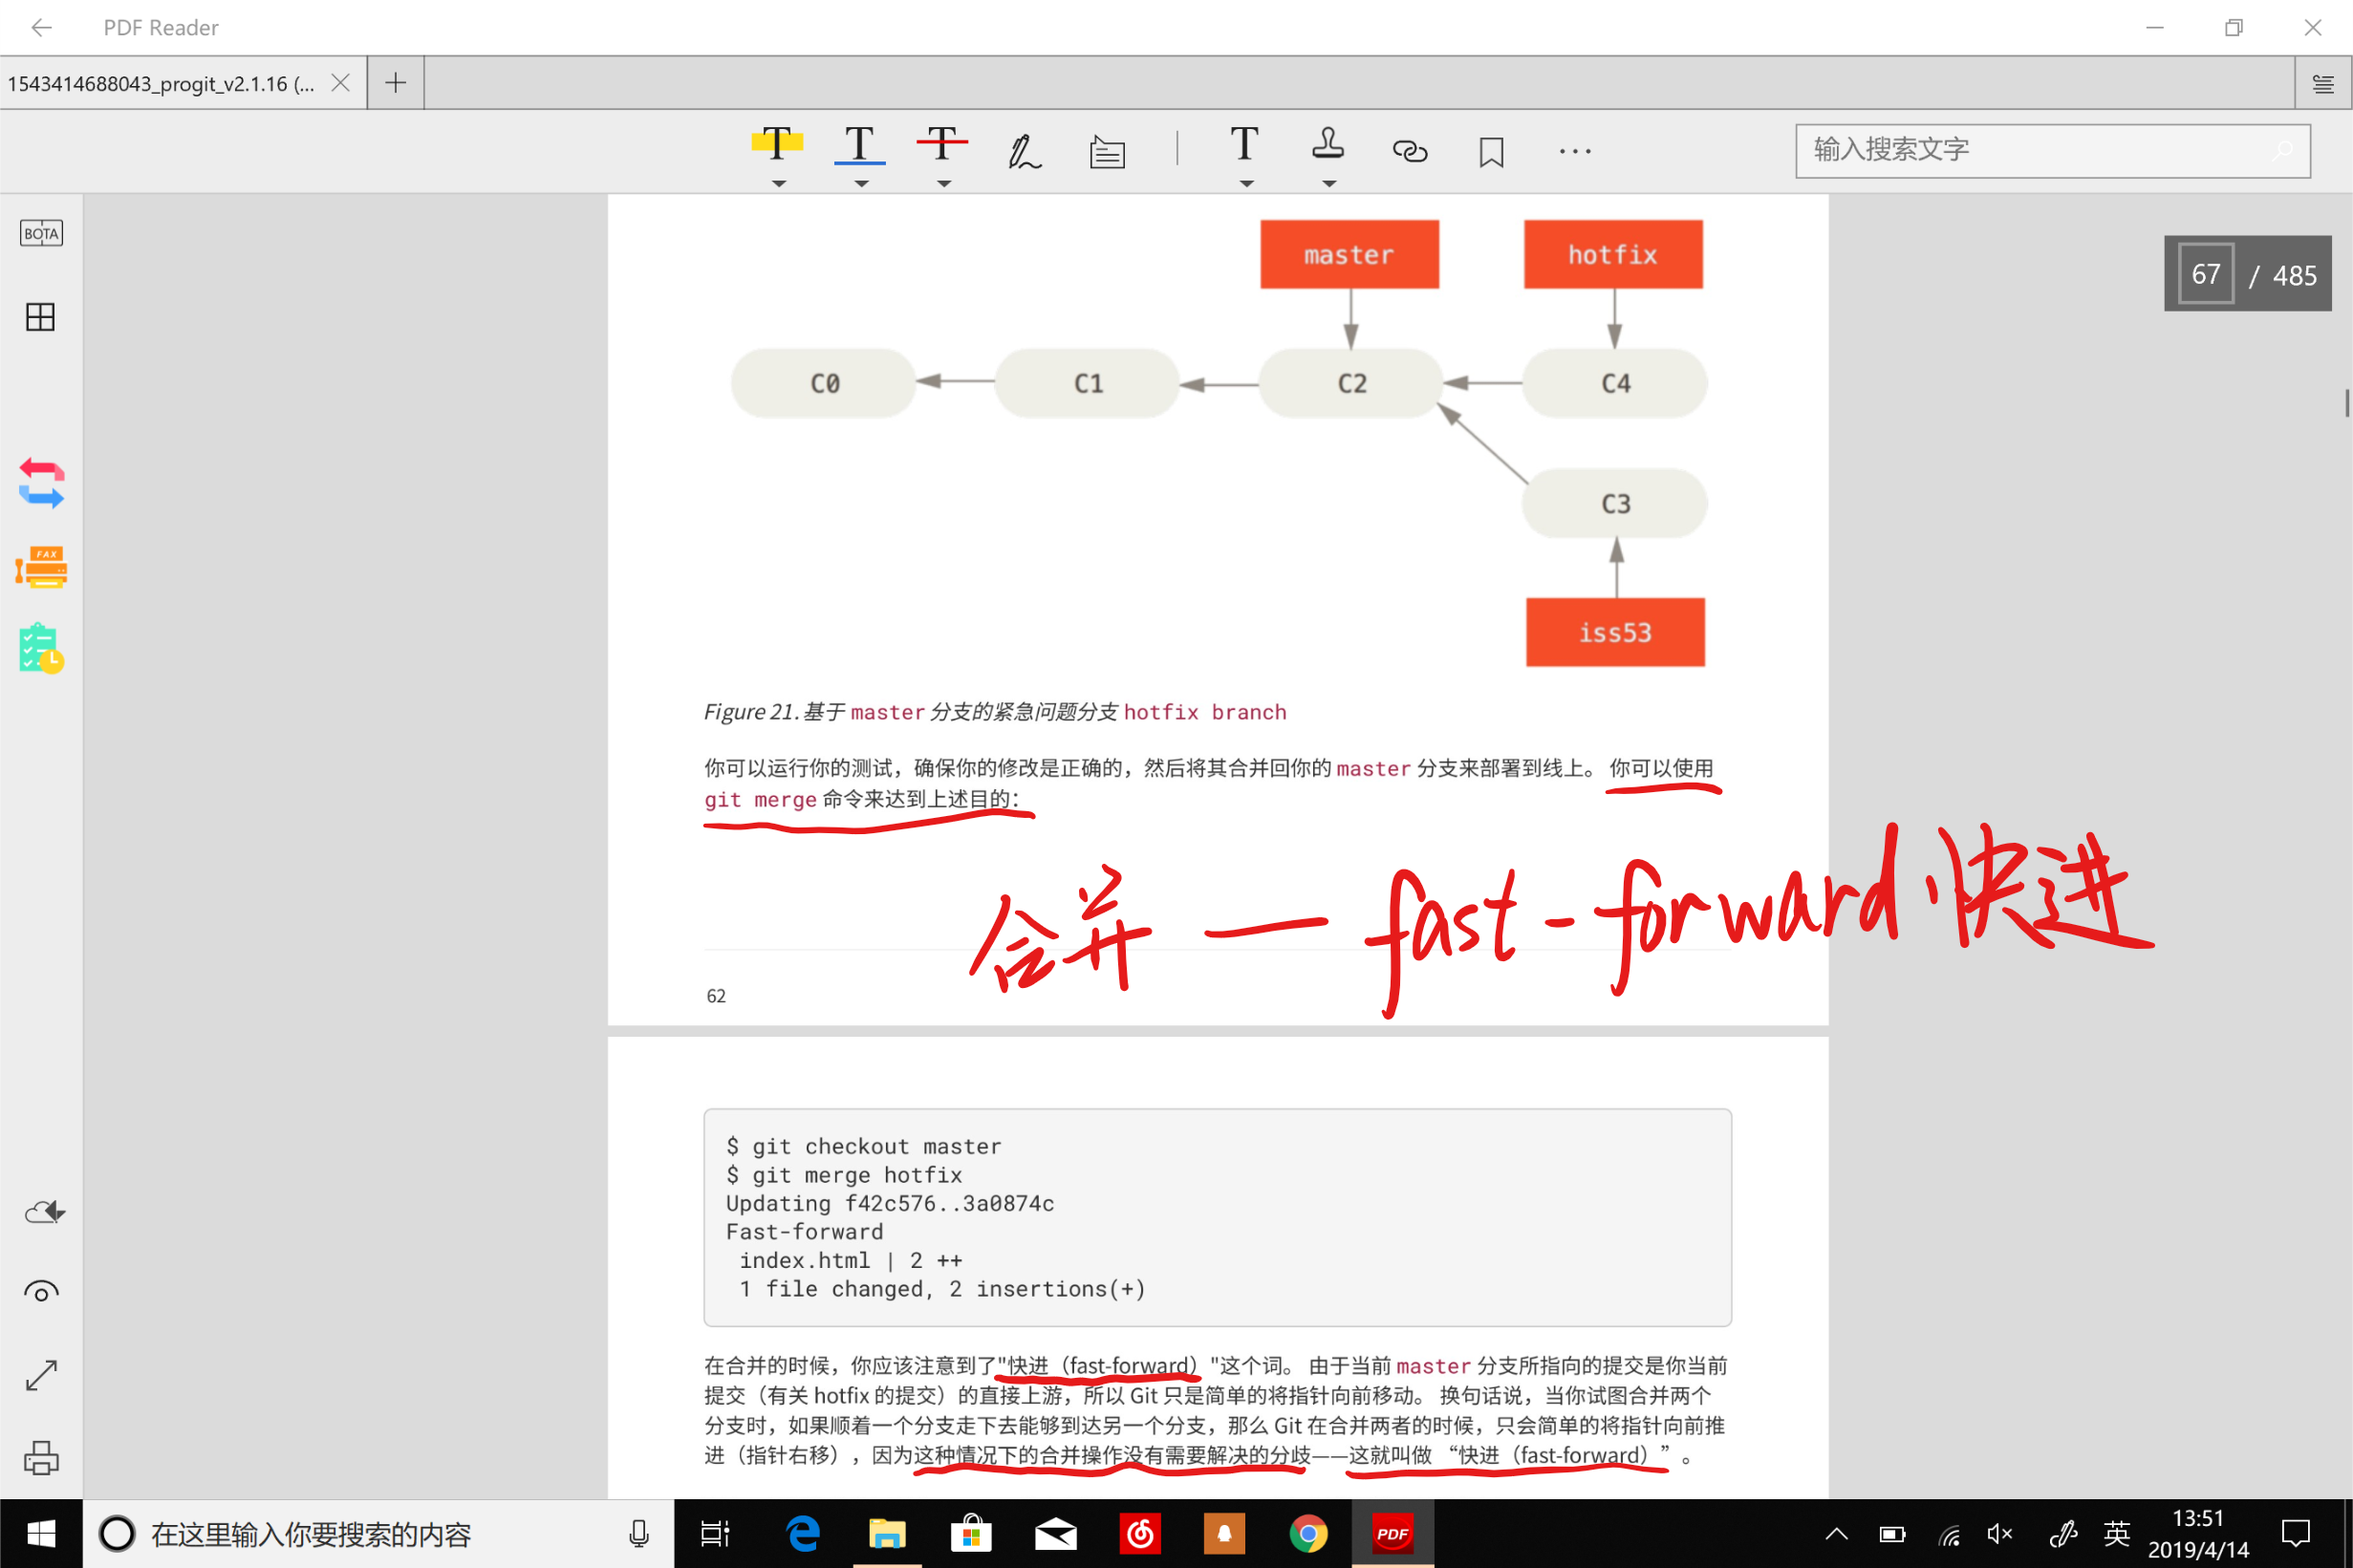 PDF Reader
1543414688043_progit_v2.1.16 (...
输入搜索文字
BOTA
67 / 485
master hotfix
C0 C1 C2 C4
C3
iss53
FAX
Figure 21. 基于 master 分支的紧急问题分支 hotfix branch
你可以运行你的测试，确保你的修改是正确的，然后将其合并回你的 master 分支来部署到线上。 你可以使用
git merge 命令来达到上述目的：
合并 — fast-forward 快进
62
$ git checkout master
$ git merge hotfix
Updating f42c576..3a0874c
Fast-forward
 index.html | 2 ++
 1 file changed, 2 insertions(+)
在合并的时候，你应该注意到了"快进（fast-forward）"这个词。 由于当前 master 分支所指向的提交是你当前
提交（有关 hotfix 的提交）的直接上游，所以 Git 只是简单的将指针向前移动。 换句话说，当你试图合并两个
分支时，如果顺着一个分支走下去能够到达另一个分支，那么 Git 在合并两者的时候，只会简单的将指针向前推
进（指针右移），因为这种情况下的合并操作没有需要解决的分歧——这就叫做 “快进（fast-forward）”。
在这里输入你要搜索的内容
PDF
英
13:51
2019/4/14